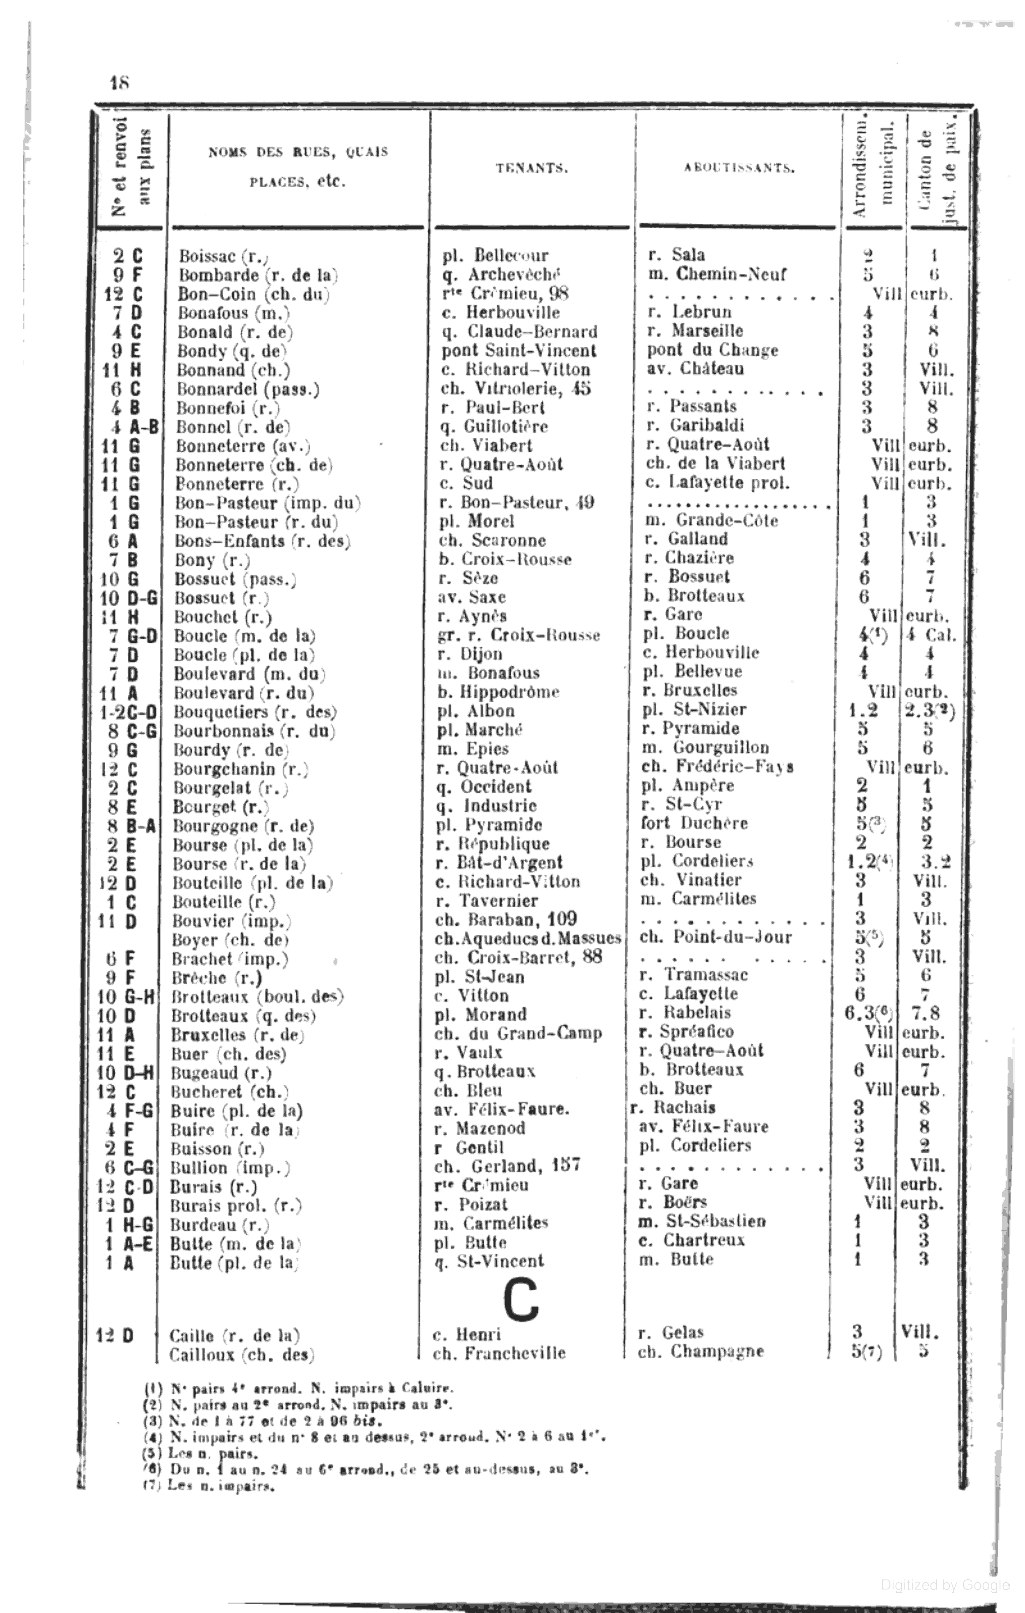 18
N° et renvoi aux plans | NOMS DES RUES, QUAIS PLACES, etc. | TENANTS. | ABOUTISSANTS. | Arrondissem. municipal. | Canton de just. de paix.
2 C Boissac (r.) pl. Bellecour r. Sala 2 1
9 F Bombarde (r. de la) q. Archevêché m. Chemin-Neuf 5 6
12 C Bon-Coin (ch. du) rte Crémieu, 98 . . . . . . . . . . . . Vill eurb.
7 D Bonafous (m.) c. Herbouville r. Lebrun 4 4
4 C Bonald (r. de) q. Claude-Bernard r. Marseille 3 8
9 E Bondy (q. de) pont Saint-Vincent pont du Change 5 6
11 H Bonnand (ch.) c. Richard-Vitton av. Château 3 Vill.
6 C Bonnardel (pass.) ch. Vitriolerie, 45 . . . . . . . . . . . . 3 Vill.
4 B Bonnefoi (r.) r. Paul-Bert r. Passants 3 8
4 A-B Bonnel (r. de) q. Guillotière r. Garibaldi 3 8
11 G Bonneterre (av.) ch. Viabert r. Quatre-Août Vill eurb.
11 G Bonneterre (ch. de) r. Quatre-Août ch. de la Viabert Vill eurb.
11 G Bonneterre (r.) c. Sud c. Lafayette prol. Vill eurb.
1 G Bon-Pasteur (imp. du) r. Bon-Pasteur, 49 . . . . . . . . . . . . 1 3
1 G Bon-Pasteur (r. du) pl. Morel m. Grande-Côte 1 3
6 A Bons-Enfants (r. des) ch. Scaronne r. Galland 3 Vill.
7 B Bony (r.) b. Croix-Rousse r. Chazière 4 4
10 G Bossuet (pass.) r. Sèze r. Bossuet 6 7
10 D-G Bossuet (r.) av. Saxe b. Brotteaux 6 7
11 H Bouchet (r.) r. Aynès r. Gare Vill eurb.
7 G-D Boucle (m. de la) gr. r. Croix-Rousse pl. Boucle 4(1) 4 Cal.
7 D Boucle (pl. de la) r. Dijon c. Herbouville 4 4
7 D Boulevard (m. du) m. Bonafous pl. Bellevue 4 4
11 A Boulevard (r. du) b. Hippodrôme r. Bruxelles Vill eurb.
1-2 C-D Bouquetiers (r. des) pl. Albon pl. St-Nizier 1.2 2.3(2)
8 C-G Bourbonnais (r. du) pl. Marché r. Pyramide 5 5
9 G Bourdy (r. de) m. Epies m. Gourguillon 5 6
12 C Bourgchanin (r.) r. Quatre-Août ch. Frédéric-Fays Vill eurb.
2 C Bourgelat (r.) q. Occident pl. Ampère 2 1
8 E Bourget (r.) q. Industrie r. St-Cyr 5 5
8 B-A Bourgogne (r. de) pl. Pyramide fort Duchère 5(3) 5
2 E Bourse (pl. de la) r. République r. Bourse 2 2
2 E Bourse (r. de la) r. Bât-d'Argent pl. Cordeliers 1.2(4) 3.2
12 D Bouteille (pl. de la) c. Richard-Vitton ch. Vinatier 3 Vill.
1 C Bouteille (r.) r. Tavernier m. Carmélites 1 3
11 D Bouvier (imp.) ch. Baraban, 109 . . . . . . . . . . . . 3 Vill.
Boyer (ch. de) ch.Aqueducs d.Massues ch. Point-du-Jour 5(5) 5
6 F Brachet (imp.) ch. Croix-Barret, 88 . . . . . . . . . . . 3 Vill.
9 F Brèche (r.) pl. St-Jean r. Tramassac 5 6
10 G-H Brotteaux (boul. des) c. Vitton c. Lafayette 6 7
10 D Brotteaux (q. des) pl. Morand r. Rabelais 6.3(6) 7.8
11 A Bruxelles (r. de) ch. du Grand-Camp r. Spréafico Vill eurb.
11 E Buer (ch. des) r. Vaulx r. Quatre-Août Vill eurb.
10 D-H Bugeaud (r.) q. Brotteaux b. Brotteaux 6 7
12 C Bucheret (ch.) ch. Bleu ch. Buer Vill eurb.
4 F-G Buire (pl. de la) av. Félix-Faure. r. Rachais 3 8
4 F Buire (r. de la) r. Mazenod av. Félix-Faure 3 8
2 E Buisson (r.) r Gentil pl. Cordeliers 2 2
6 C-G Bullion (imp.) ch. Gerland, 157 . . . . . . . . . . . . 3 Vill.
12 C-D Burais (r.) rte Crémieu r. Gare Vill eurb.
12 D Burais prol. (r.) r. Poizat r. Boërs Vill eurb.
1 H-G Burdeau (r.) m. Carmélites m. St-Sébastien 1 3
1 A-E Butte (m. de la) pl. Butte c. Chartreux 1 3
1 A Butte (pl. de la) q. St-Vincent m. Butte 1 3
C
12 D Caille (r. de la) c. Henri r. Gelas 3 Vill.
Cailloux (ch. des) ch. Francheville ch. Champagne 5(7) 5
(1) N° pairs 4e arrond. N. impairs à Caluire.
(2) N. pairs au 2e arrond. N. impairs au 3e.
(3) N. de 1 à 77 et de 2 à 96 bis.
(4) N. impairs et du n° 8 et au dessus, 2e arrond. N° 2 à 6 au 1er.
(5) Les n. pairs.
(6) Du n. 1 au n. 24 au 6e arrond., de 25 et au-dessus, au 3e.
(7) Les n. impairs.
Digitized by Google